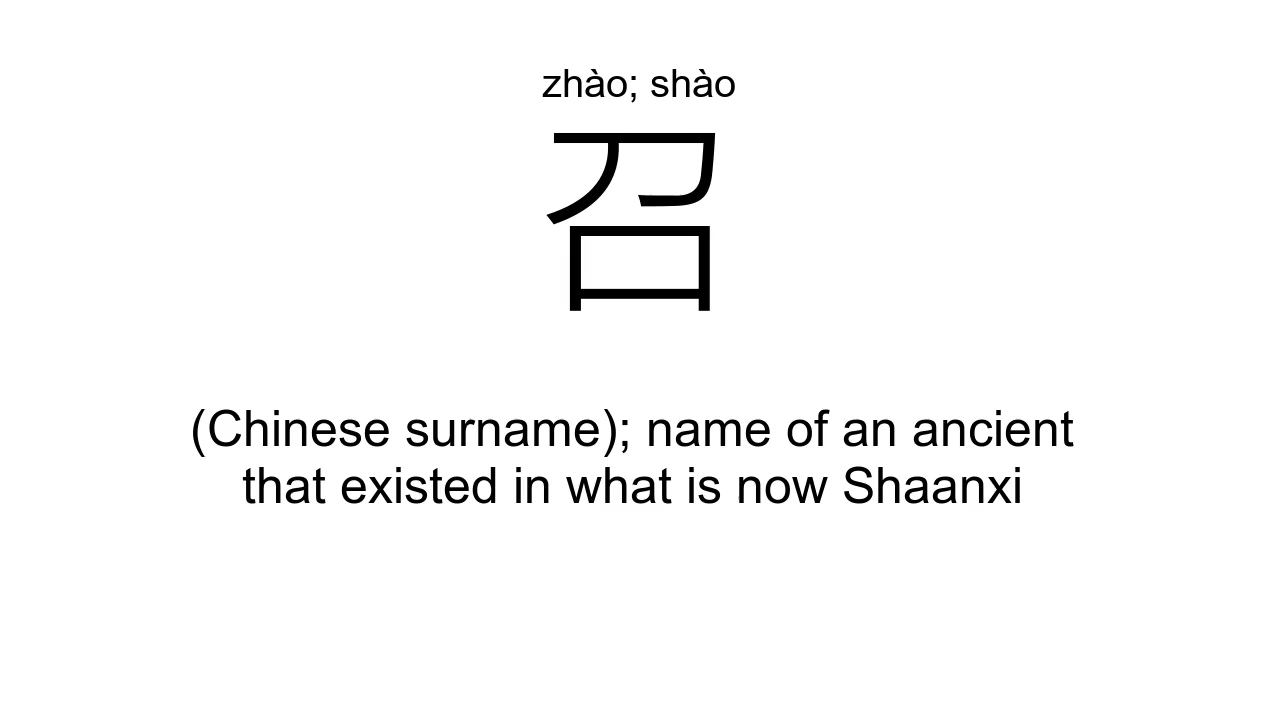 zhào; shào
召
(Chinese surname); name of an ancient
that existed in what is now Shaanxi